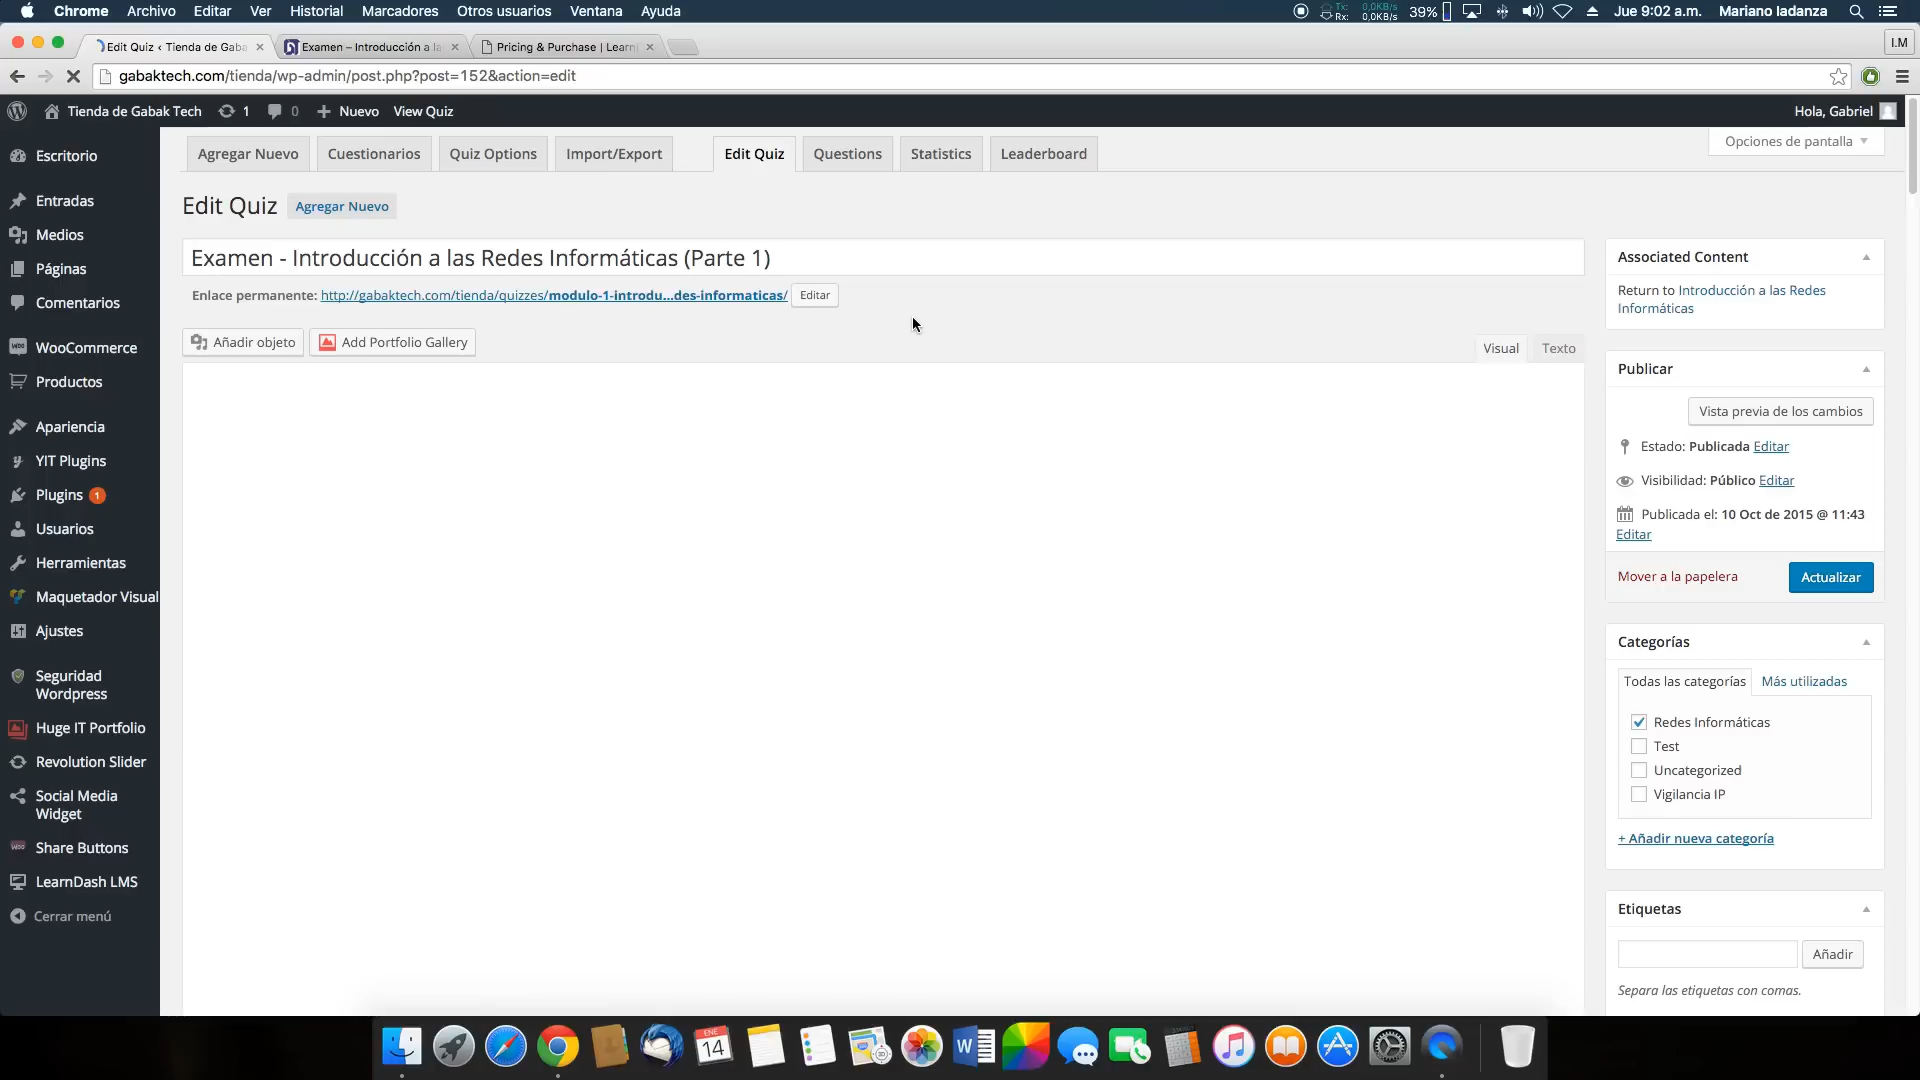 Chrome Archivo Editar Ver Historial Marcadores Otros usuarios Ventana Ayuda
Tx: 0,0KB/s
Rx: 0,0KB/s
39% Jue 9:02 a.m. Mariano Iadanza
Edit Quiz ‹ Tienda de Gaba
Examen – Introducción a la
Pricing & Purchase | Learn
I.M
gabaktech.com/tienda/wp-admin/post.php?post=152&action=edit
Tienda de Gabak Tech 1 0 Nuevo View Quiz Hola, Gabriel
Agregar Nuevo Cuestionarios Quiz Options Import/Export Edit Quiz Questions Statistics Leaderboard Opciones de pantalla
Edit Quiz Agregar Nuevo
Examen - Introducción a las Redes Informáticas (Parte 1)
Enlace permanente: http://gabaktech.com/tienda/quizzes/modulo-1-introdu...des-informaticas/ Editar
Añadir objeto Add Portfolio Gallery Visual Texto
Escritorio
Entradas
Medios
Páginas
Comentarios
WooCommerce
Productos
Apariencia
YIT Plugins
Plugins 1
Usuarios
Herramientas
Maquetador Visual
Ajustes
Seguridad
Wordpress
Huge IT Portfolio
Revolution Slider
Social Media
Widget
Share Buttons
LearnDash LMS
Cerrar menú
Associated Content
Return to Introducción a las Redes
Informáticas
Publicar
Vista previa de los cambios
Estado: Publicada Editar
Visibilidad: Público Editar
Publicada el: 10 Oct de 2015 @ 11:43
Editar
Mover a la papelera Actualizar
Categorías
Todas las categorías Más utilizadas
Redes Informáticas
Test
Uncategorized
Vigilancia IP
+ Añadir nueva categoría
Etiquetas
Añadir
Separa las etiquetas con comas.
ENE
14